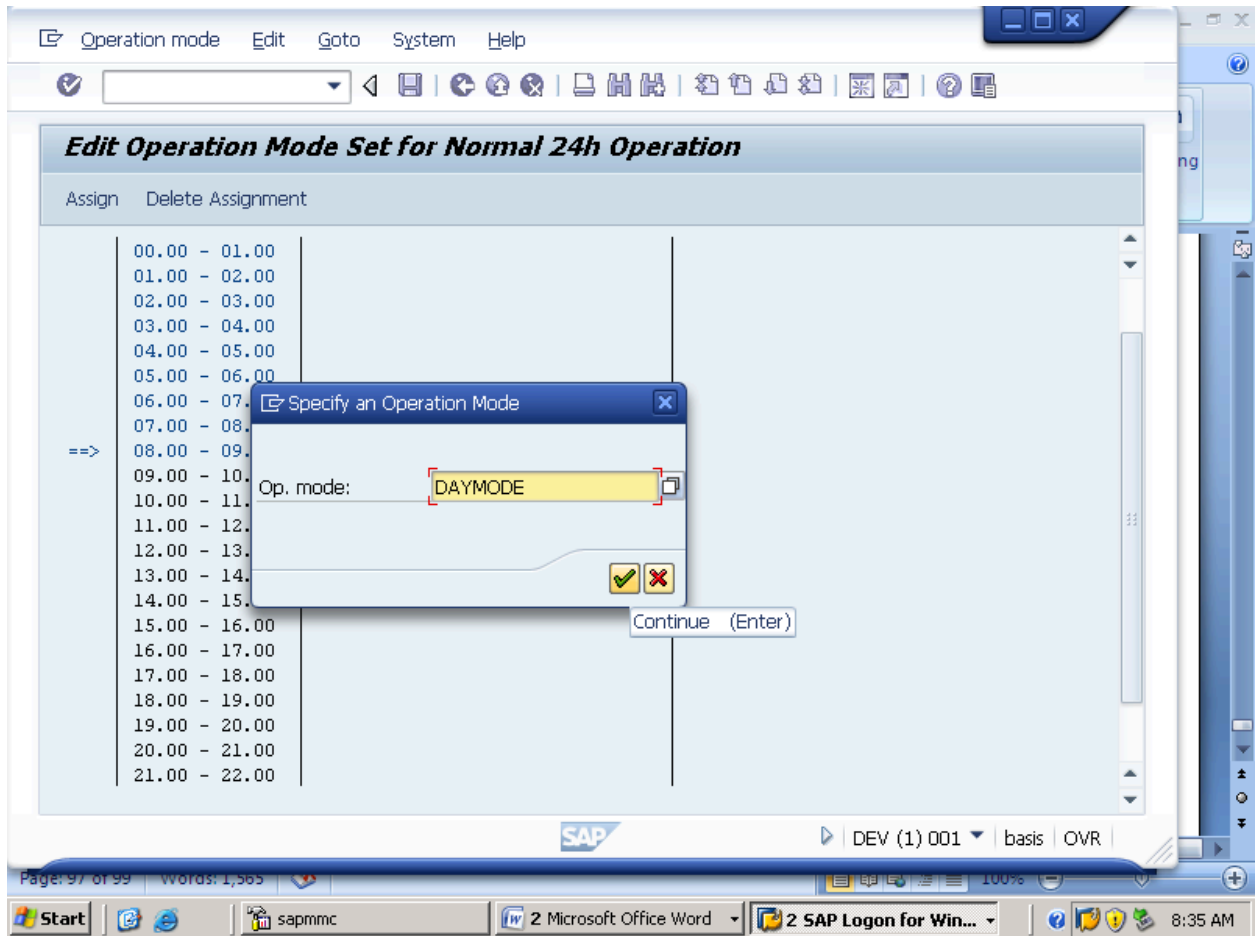 Operation mode Edit Goto System Help
Edit Operation Mode Set for Normal 24h Operation
ng
Assign Delete Assignment
00.00 - 01.00
01.00 - 02.00
02.00 - 03.00
03.00 - 04.00
04.00 - 05.00
05.00 - 06.00
06.00 - 07.
07.00 - 08.
==> 08.00 - 09.
09.00 - 10.
10.00 - 11.
11.00 - 12.
12.00 - 13.
13.00 - 14.
14.00 - 15.
15.00 - 16.00
16.00 - 17.00
17.00 - 18.00
18.00 - 19.00
19.00 - 20.00
20.00 - 21.00
21.00 - 22.00
Specify an Operation Mode
Op. mode: DAYMODE
Continue (Enter)
SAP
DEV (1) 001 basis OVR
Page: 97 of 99 Words: 1,565 100%
Start sapmmc 2 Microsoft Office Word 2 SAP Logon for Win... 8:35 AM